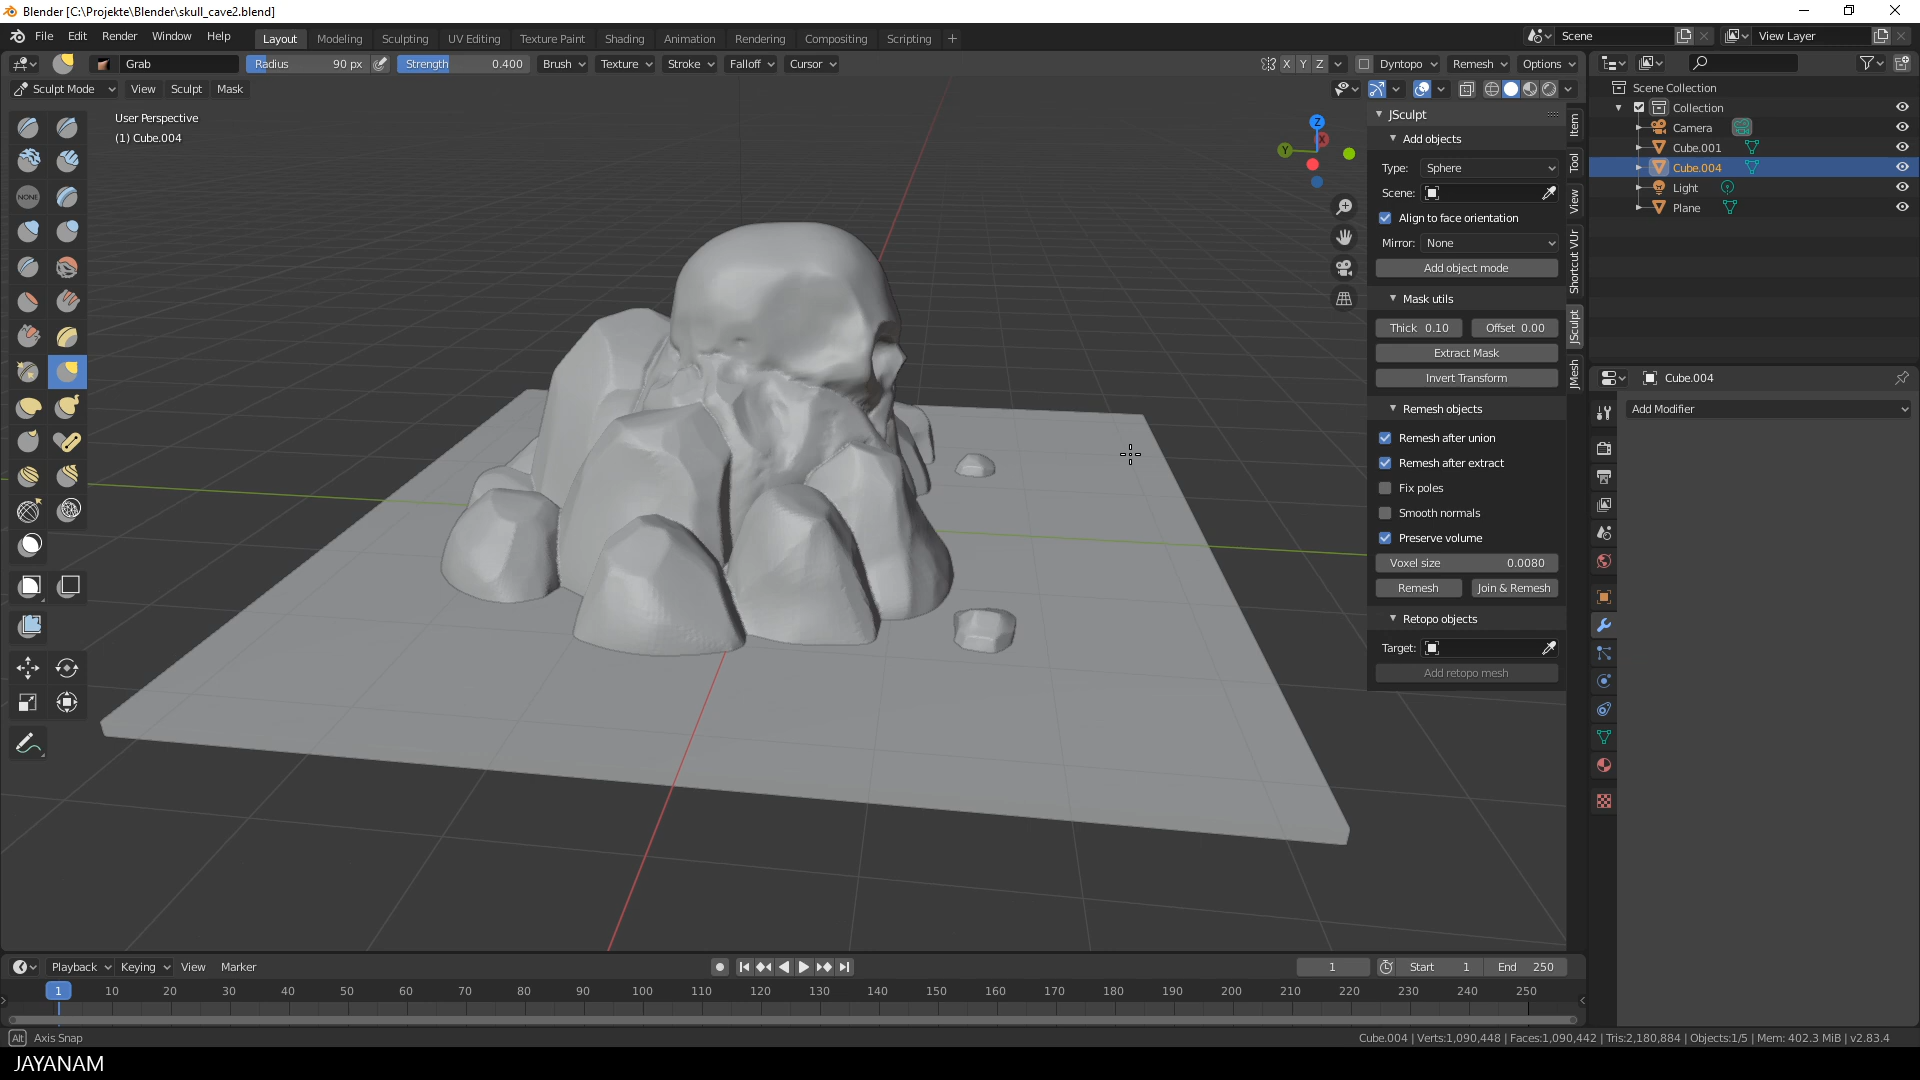 Blender [C:\Projekte\Blender\skull_cave2.blend]
File Edit Render Window Help
Layout Modeling Sculpting UV Editing Texture Paint Shading Animation Rendering Compositing Scripting +
Scene
View Layer
Grab
Radius 90 px
Strength 0.400
Brush Texture Stroke Falloff Cursor
X Y Z
Dyntopo Remesh Options
Sculpt Mode View Sculpt Mask
User Perspective
(1) Cube.004
NONE
Z
X
Y
JSculpt
Add objects
Type: Sphere
Scene:
Align to face orientation
Mirror: None
Add object mode
Mask utils
Thick 0.10 Offset 0.00
Extract Mask
Invert Transform
Remesh objects
Remesh after union
Remesh after extract
Fix poles
Smooth normals
Preserve volume
Voxel size 0.0080
Remesh Join & Remesh
Retopo objects
Target:
Add retopo mesh
Item
Tool
View
Shortcut VUr
JSculpt
JMesh
Scene Collection
Collection
Camera
Cube.001
Cube.004
Light
Plane
Cube.004
Add Modifier
Playback Keying View Marker
1
Start 1
End 250
1 10 20 30 40 50 60 70 80 90 100 110 120 130 140 150 160 170 180 190 200 210 220 230 240 250
Alt Axis Snap
Cube.004 | Verts:1,090,448 | Faces:1,090,442 | Tris:2,180,884 | Objects:1/5 | Mem: 402.3 MiB | v2.83.4
JAYANAM